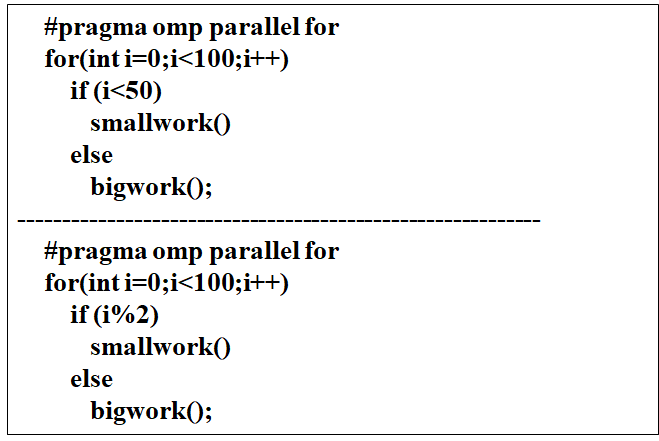 #pragma omp parallel for
for(int i=0;i<100;i++)
if (i<50)
smallwork()
else
bigwork();
------------------------------------------------------------
#pragma omp parallel for
for(int i=0;i<100;i++)
if (i%2)
smallwork()
else
bigwork();